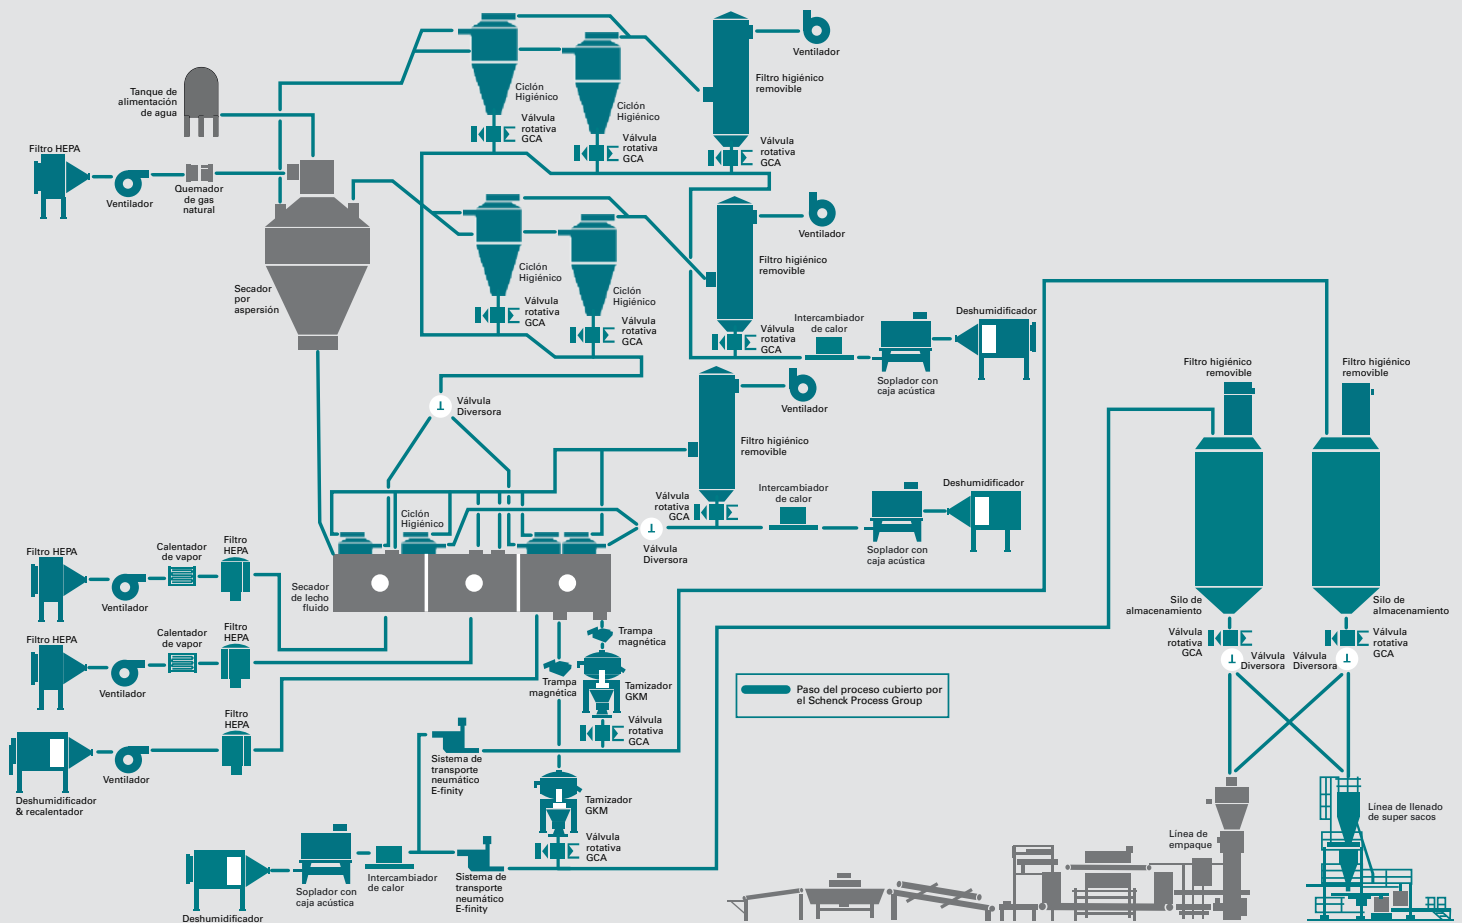 Ventilador
Filtro higiénico
removible
Ciclón
Higiénico
Ciclón
Higiénico
Tanque de
alimentación
de agua
Válvula
rotativa
GCA
Válvula
rotativa
GCA
Válvula
rotativa
GCA
Filtro HEPA
Ventilador
Quemador
de gas
natural
Ventilador
Filtro higiénico
removible
Ciclón
Higiénico
Ciclón
Higiénico
Secador
por
aspersión
Válvula
rotativa
GCA
Válvula
rotativa
GCA
Válvula
rotativa
GCA
Intercambiador
de calor
Deshumidificador
Soplador con
caja acústica
Filtro higiénico
removible
Filtro higiénico
removible
Válvula
Diversora
Ventilador
Filtro higiénico
removible
Válvula
rotativa
GCA
Intercambiador
de calor
Deshumidificador
Soplador con
caja acústica
Ciclón
Higiénico
Válvula
Diversora
Filtro HEPA
Calentador
de vapor
Filtro
HEPA
Ventilador
Secador
de lecho
fluido
Silo de
almacenamiento
Silo de
almacenamiento
Válvula
rotativa
GCA
Válvula
rotativa
GCA
Válvula
Diversora
Válvula
Diversora
Filtro HEPA
Calentador
de vapor
Filtro
HEPA
Ventilador
Trampa
magnética
Trampa
magnética
Tamizador
GKM
Válvula
rotativa
GCA
Paso del proceso cubierto por
el Schenck Process Group
Filtro
HEPA
Ventilador
Deshumidificador
& recalentador
Sistema de
transporte
neumático
E-finity
Tamizador
GKM
Válvula
rotativa
GCA
Línea de
empaque
Línea de llenado
de super sacos
Deshumidificador
Soplador con
caja acústica
Intercambiador
de calor
Sistema de
transporte
neumático
E-finity